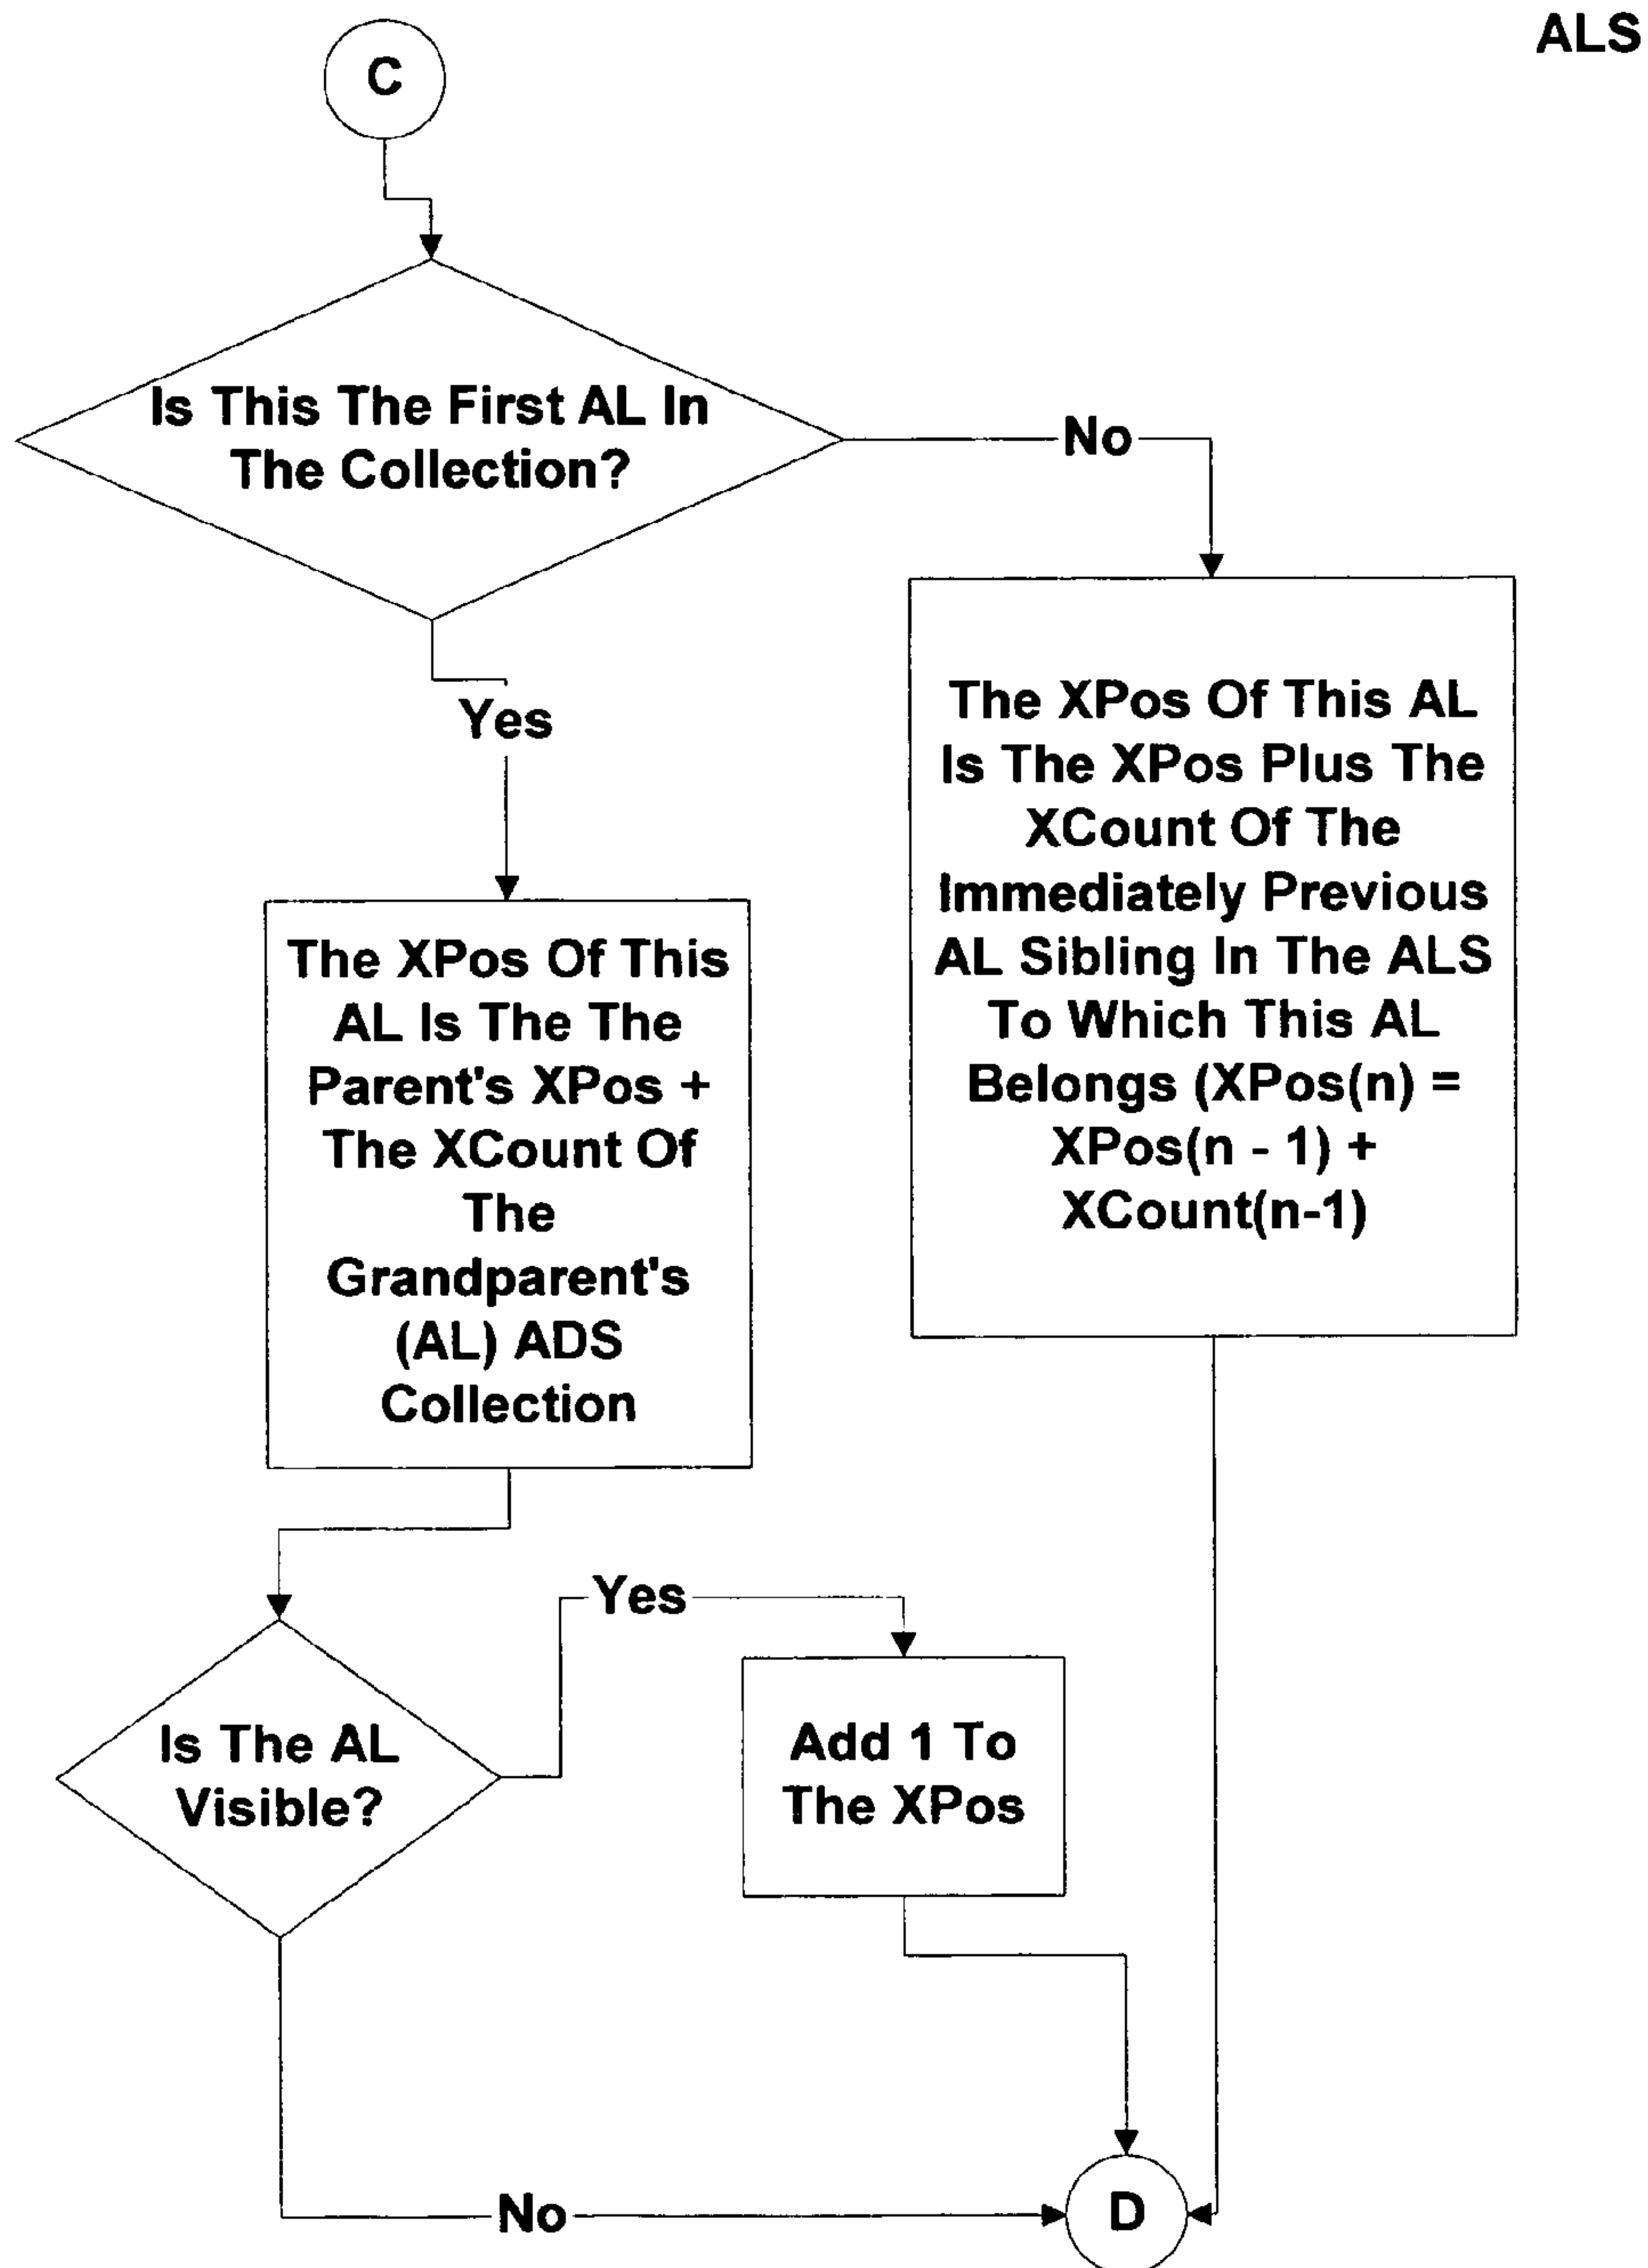 ALS
C
Is This The First AL In
The Collection?
No
Yes
The XPos Of This AL
Is The XPos Plus The
XCount Of The
Immediately Previous
AL Sibling In The ALS
To Which This AL
Belongs (XPos(n) =
XPos(n - 1) +
XCount(n-1)
The XPos Of This
AL Is The The
Parent's XPos +
The XCount Of
The
Grandparent's
(AL) ADS
Collection
Yes
Is The AL
Visible?
Add 1 To
The XPos
No
D